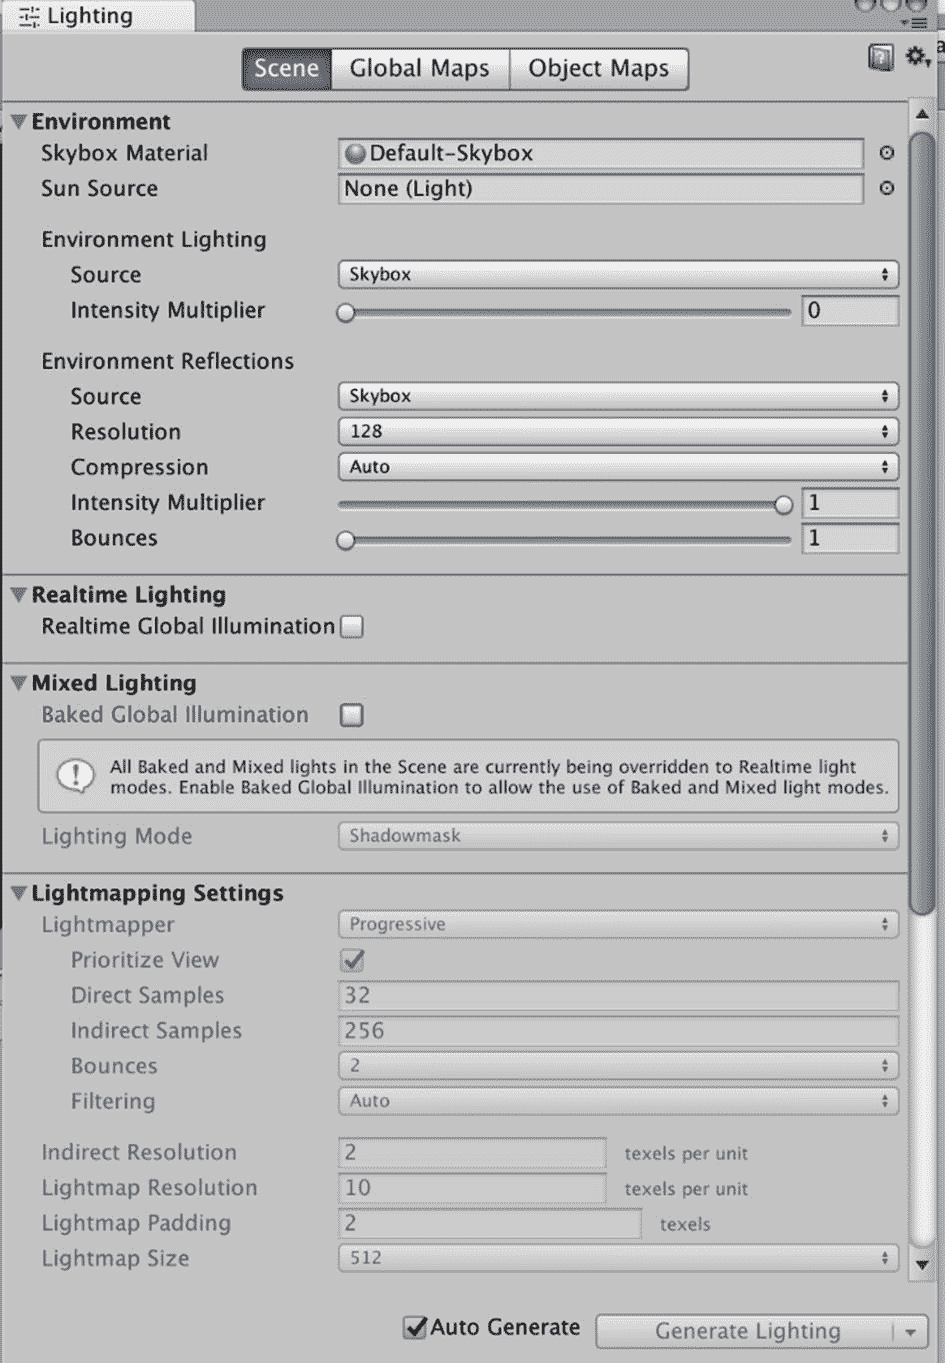 Lighting
Scene Global Maps Object Maps
Environment
Skybox Material Default-Skybox
Sun Source None (Light)
Environment Lighting
Source Skybox
Intensity Multiplier 0
Environment Reflections
Source Skybox
Resolution 128
Compression Auto
Intensity Multiplier 1
Bounces 1
Realtime Lighting
Realtime Global Illumination
Mixed Lighting
Baked Global Illumination
All Baked and Mixed lights in the Scene are currently being overridden to Realtime light
modes. Enable Baked Global Illumination to allow the use of Baked and Mixed light modes.
Lighting Mode Shadowmask
Lightmapping Settings
Lightmapper Progressive
Prioritize View
Direct Samples 32
Indirect Samples 256
Bounces 2
Filtering Auto
Indirect Resolution 2 texels per unit
Lightmap Resolution 10 texels per unit
Lightmap Padding 2 texels
Lightmap Size 512
Auto Generate Generate Lighting